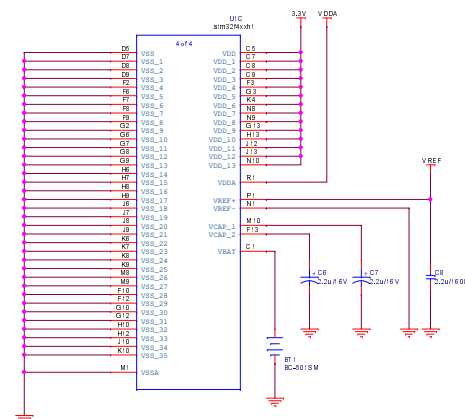 U1C
stm32f4xxh1
3.3V VDDA
4 of 4
D5 VSS VDD C5
D7 VSS_1 VDD_1 C7
D8 VSS_2 VDD_2 C8
D9 VSS_3 VDD_3 C9
F2 VSS_4 VDD_4 F3
F6 VSS_5 VDD_5 G3
F7 VSS_6 VDD_6 K4
F8 VSS_7 VDD_7 N8
F9 VSS_8 VDD_8 N9
G2 VSS_9 VDD_9 G13
G6 VSS_10 VDD_10 H13
G7 VSS_11 VDD_11 J12
G8 VSS_12 VDD_12 J13
G9 VSS_13 VDD_13 N10
H6 VSS_14
H7 VSS_15 VDDA R1
H8 VSS_16
H9 VSS_17 VREF+ P1
VREF
J6 VSS_18 VREF- N1
J7 VSS_19
J8 VSS_20 VCAP_1 M10
J9 VSS_21 VCAP_2 F13
K6 VSS_22
K7 VSS_23 VBAT C1
K8 VSS_24
K9 VSS_25
M8 VSS_26
M9 VSS_27
F10 VSS_28
F12 VSS_29
G10 VSS_30
G12 VSS_31
H10 VSS_32
H12 VSS_33
J10 VSS_34
K10 VSS_35
M1 VSSA
+ C6
2.2u/16V
+ C7
2.2u/16V
C8
2.2u/16
BT1
BC-501SM